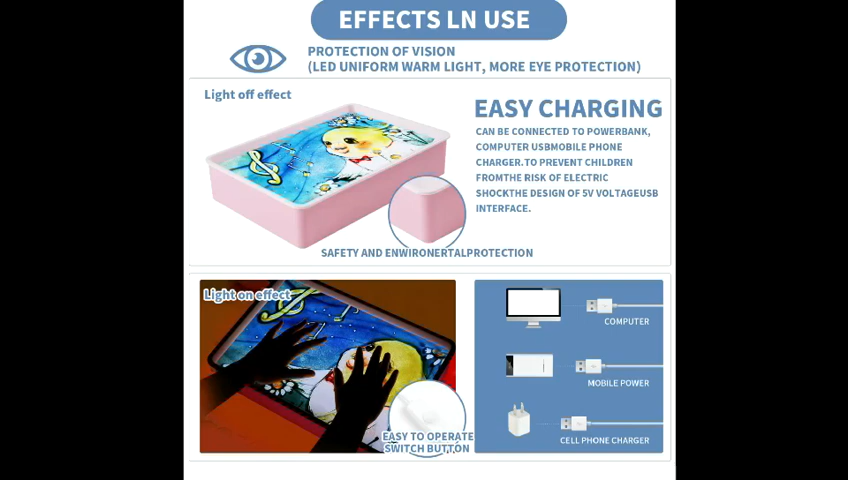 EFFECTS LN USE
PROTECTION OF VISION
(LED UNIFORM WARM LIGHT, MORE EYE PROTECTION)
Light off effect
EASY CHARGING
CAN BE CONNECTED TO POWERBANK,
COMPUTER USBMOBILE PHONE
CHARGER.TO PREVENT CHILDREN
FROMTHE RISK OF ELECTRIC
SHOCKTHE DESIGN OF 5V VOLTAGEUSB
INTERFACE.
SAFETY AND ENWIRONERTALPROTECTION
Light on effect
EASY TO OPERATE
SWITCH BUTTON
COMPUTER
MOBILE POWER
CELL PHONE CHARGER